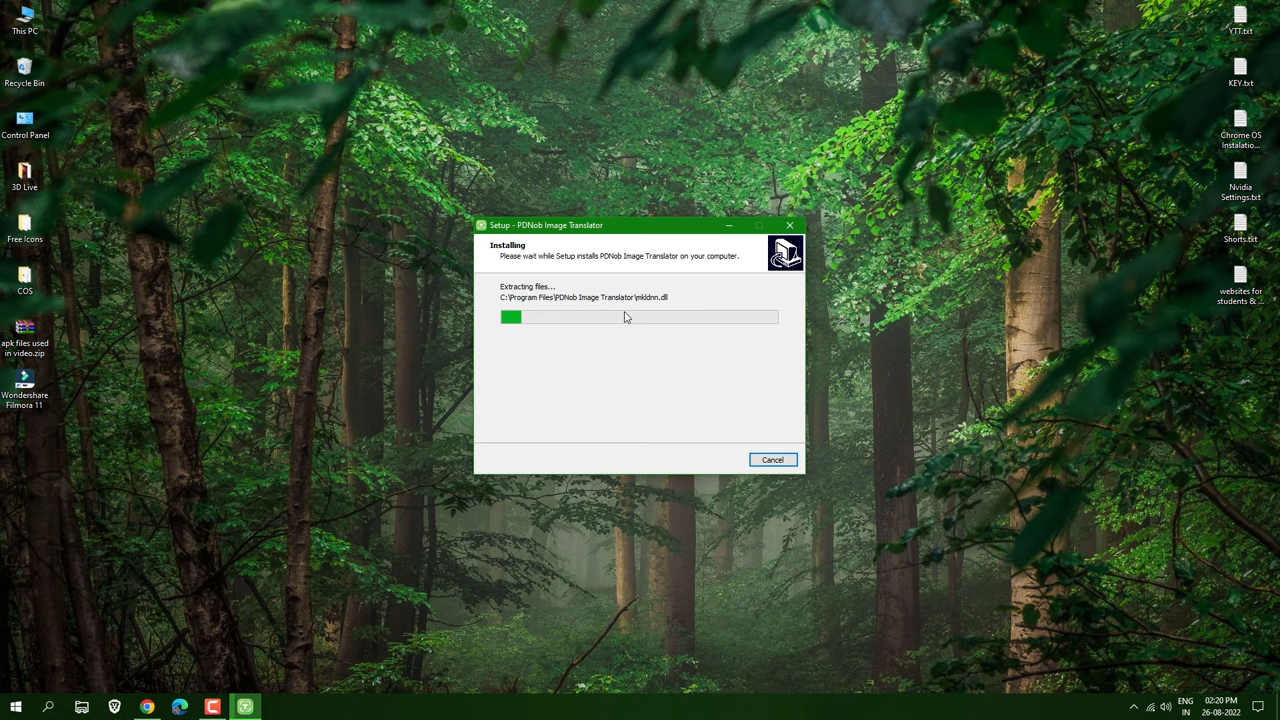 This PC
Recycle Bin
Control Panel
3D Live
Free Icons
COS
apk files used
in video.zip
Wondershare
Filmora 11
Setup - PDNob Image Translator
Installing
Please wait while Setup installs PDNob Image Translator on your computer.
Extracting files...
C:\Program Files\PDNob Image Translator\mkldnn.dll
Cancel
YTT.txt
KEY.txt
Chrome OS
Instalatio...
Nvidia
Settings.txt
Shorts.txt
websites for
students & ...
ENG
IN
02:20 PM
26-08-2022